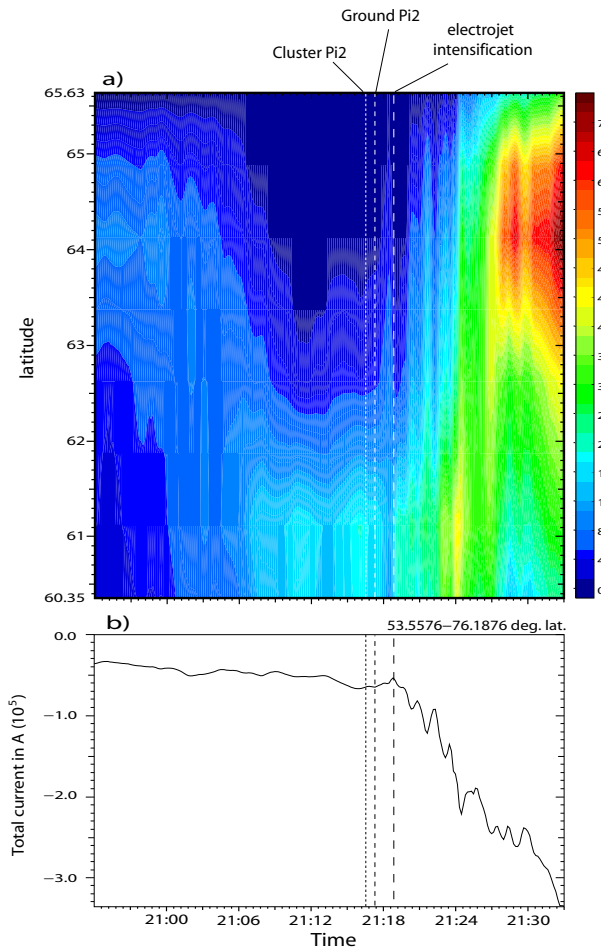 Ground Pi2
Cluster Pi2
electrojet
intensification
a)
65.63
65
64
63
62
61
60.35
latitude
b)
53.5576–76.1876 deg. lat.
0.0
−1.0
−2.0
−3.0
Total current in A (10⁵)
21:00
21:06
21:12
21:18
21:24
21:30
Time